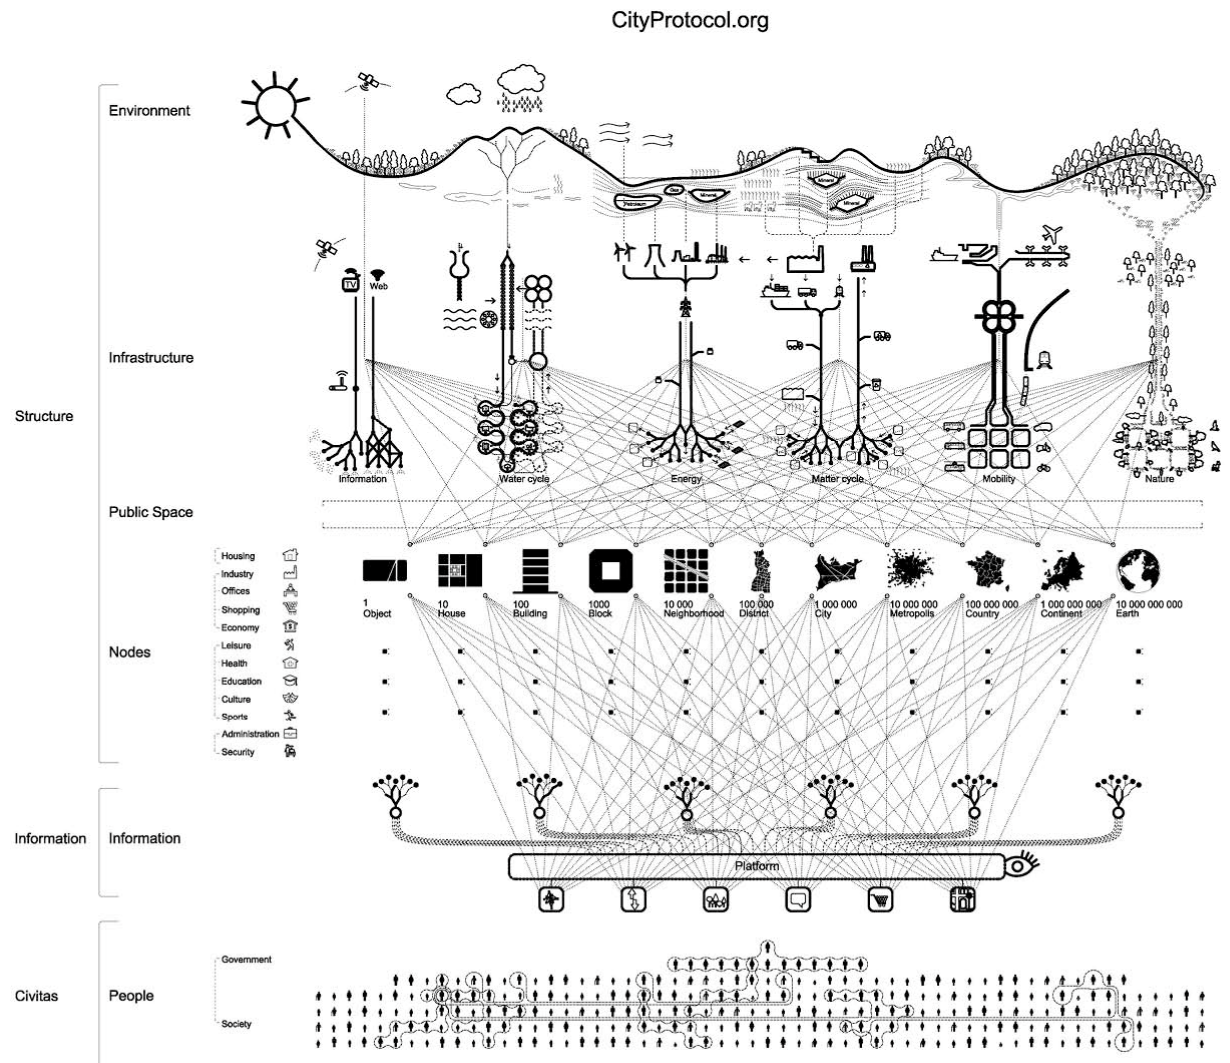 CityProtocol.org
Environment
Gas
Petroleum
Mineral
Mineral
Mineral
TV
Web
Infrastructure
Structure
Information
Water cycle
Energy
Matter cycle
Mobility
Nature
Public Space
Housing
Industry
Offices
Shopping
Economy
Leisure
Health
Education
Culture
Sports
Administration
Security
Nodes
1
Object
10
House
100
Building
1000
Block
10 000
Neighborhood
100 000
District
1 000 000
City
10 000 000
Metropolis
100 000 000
Country
1 000 000 000
Continent
10 000 000 000
Earth
Information
Information
Platform
Government
Civitas
People
Society